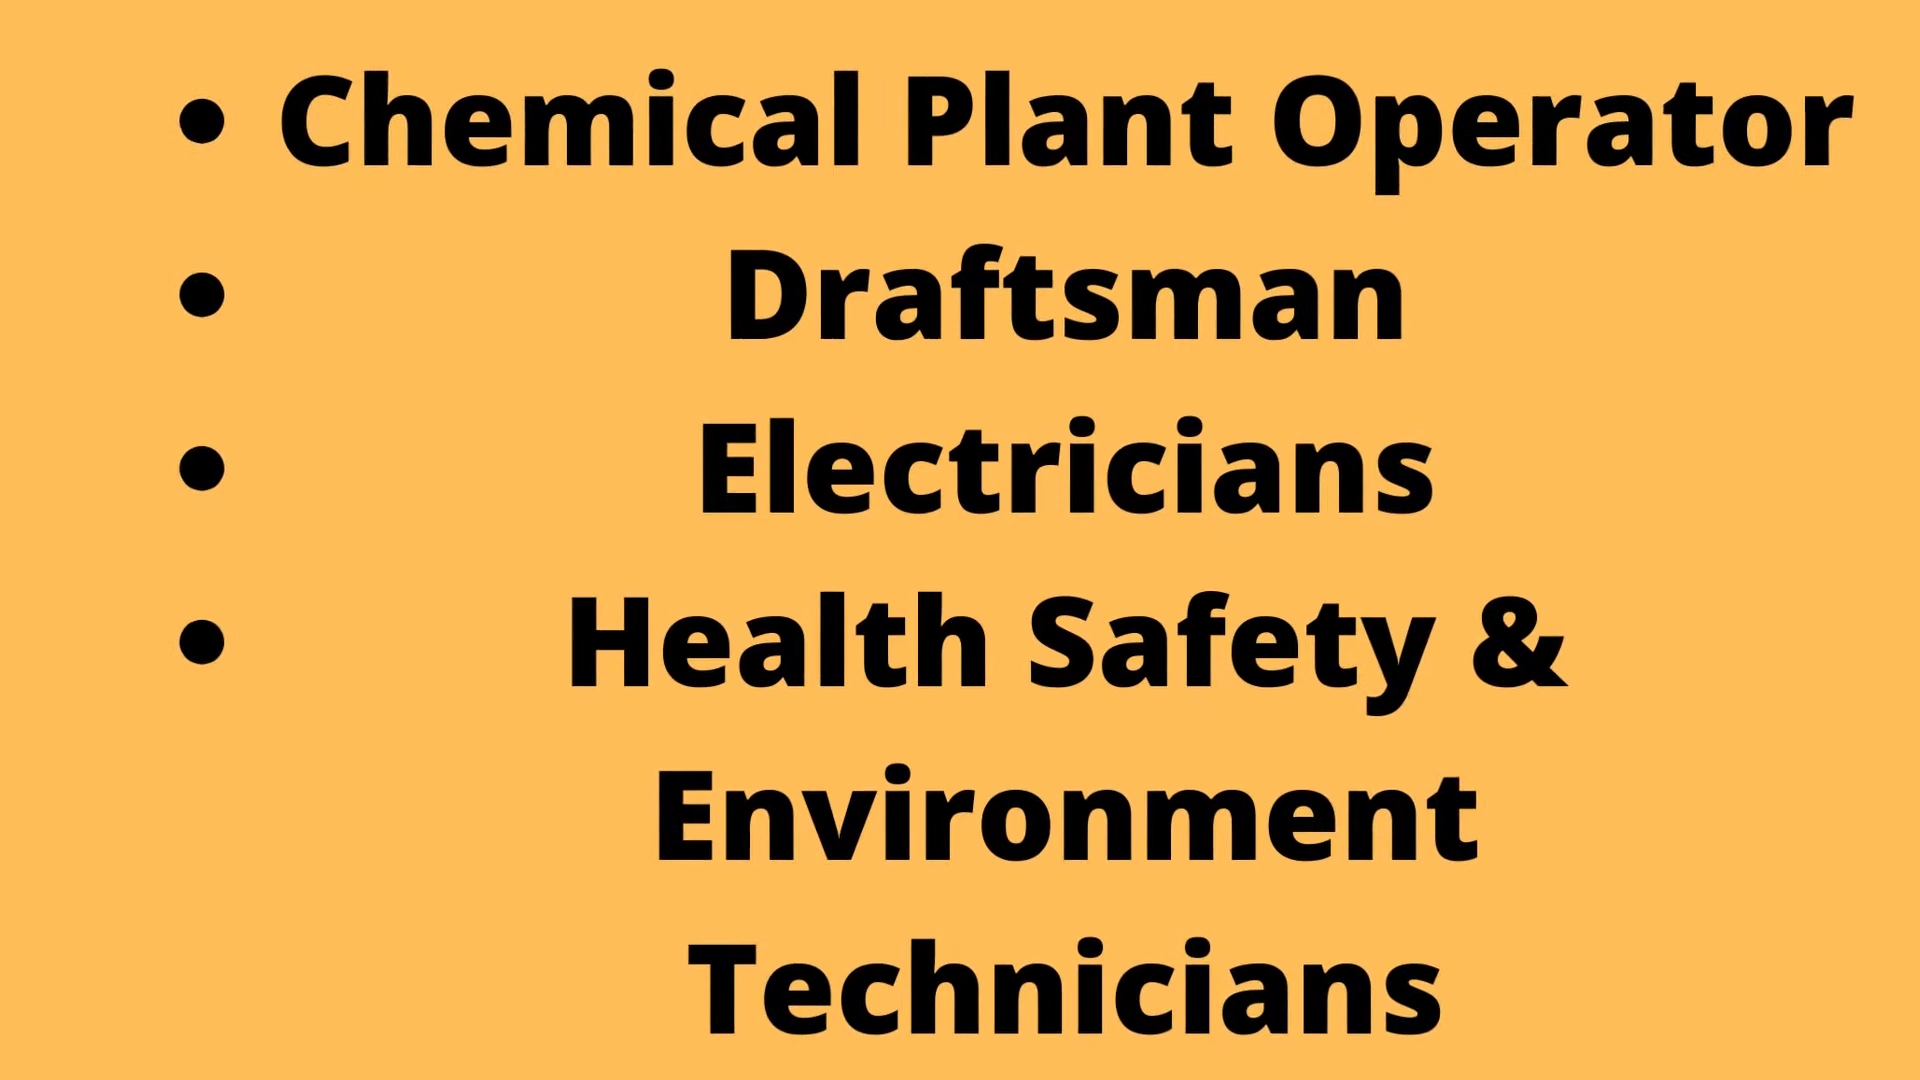 • Chemical Plant Operator
• Draftsman
• Electricians
• Health Safety &
Environment
Technicians